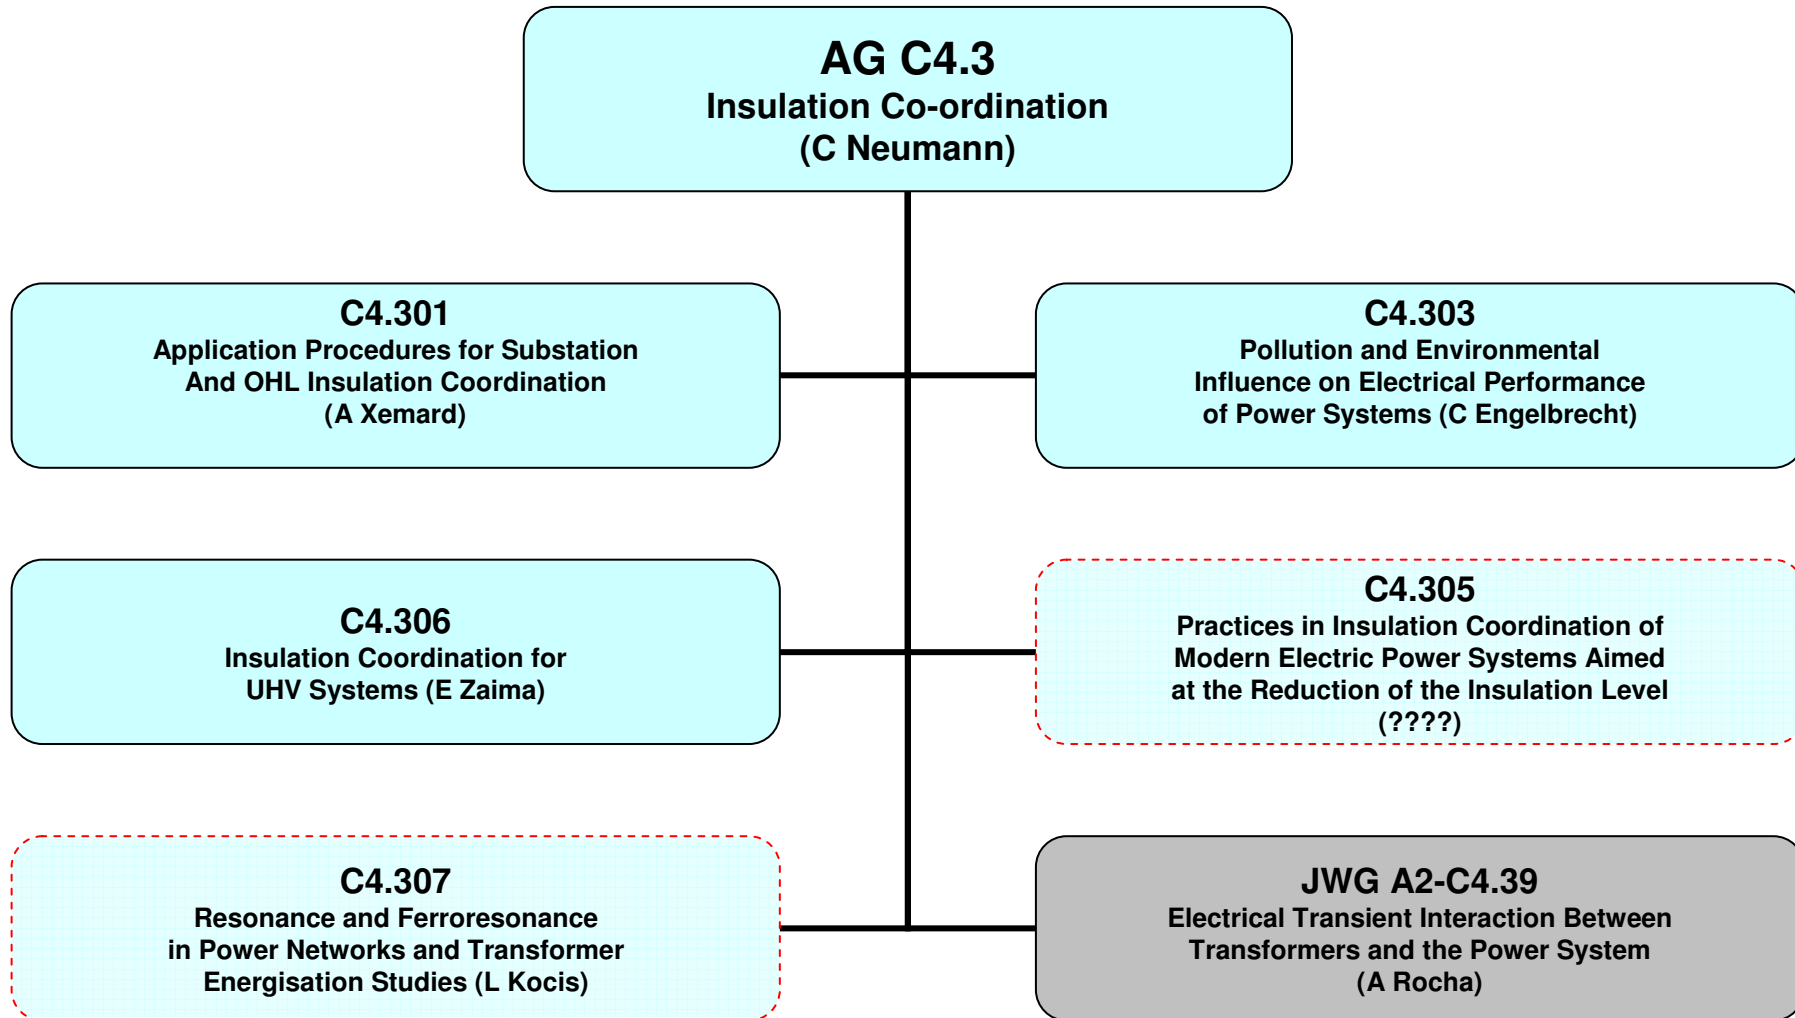 AG C4.3
Insulation Co-ordination
(C Neumann)
C4.301
Application Procedures for Substation
And OHL Insulation Coordination
(A Xemard)
C4.303
Pollution and Environmental
Influence on Electrical Performance
of Power Systems (C Engelbrecht)
C4.306
Insulation Coordination for
UHV Systems (E Zaima)
C4.305
Practices in Insulation Coordination of
Modern Electric Power Systems Aimed
at the Reduction of the Insulation Level
(????)
C4.307
Resonance and Ferroresonance
in Power Networks and Transformer
Energisation Studies (L Kocis)
JWG A2-C4.39
Electrical Transient Interaction Between
Transformers and the Power System
(A Rocha)